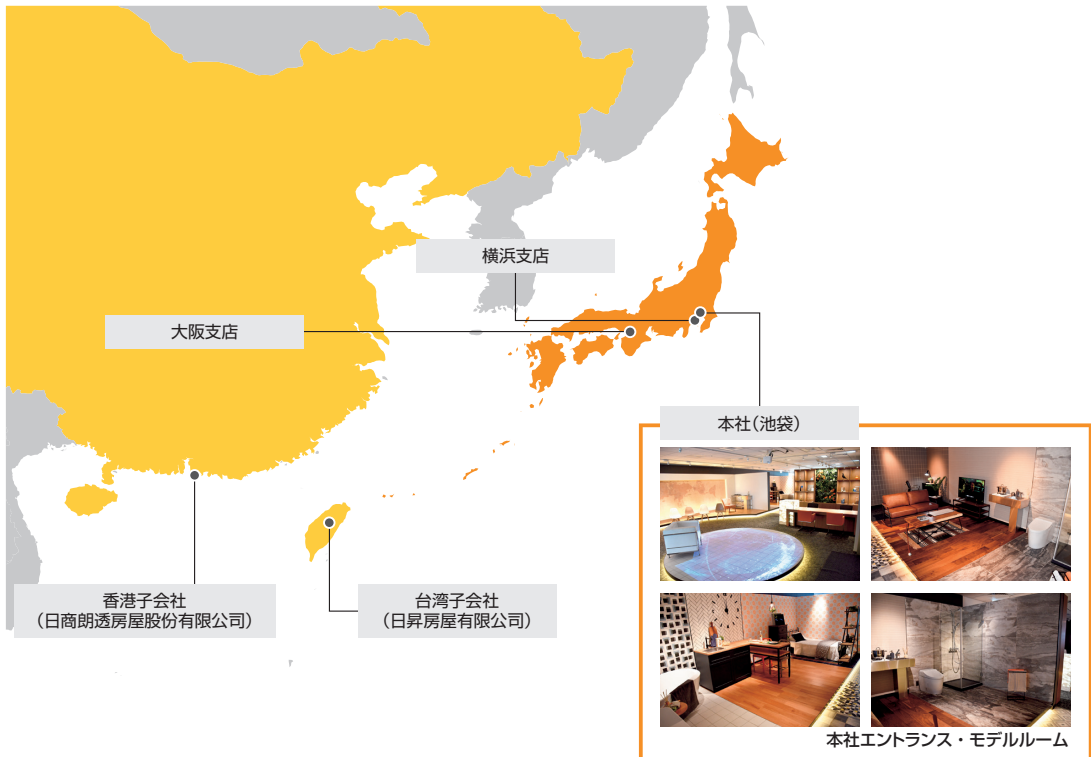 横浜支店
大阪支店
本社(池袋)
香港子会社
(日商朗透房屋股份有限公司)
台湾子会社
(日昇房屋有限公司)
本社エントランス・モデルルーム